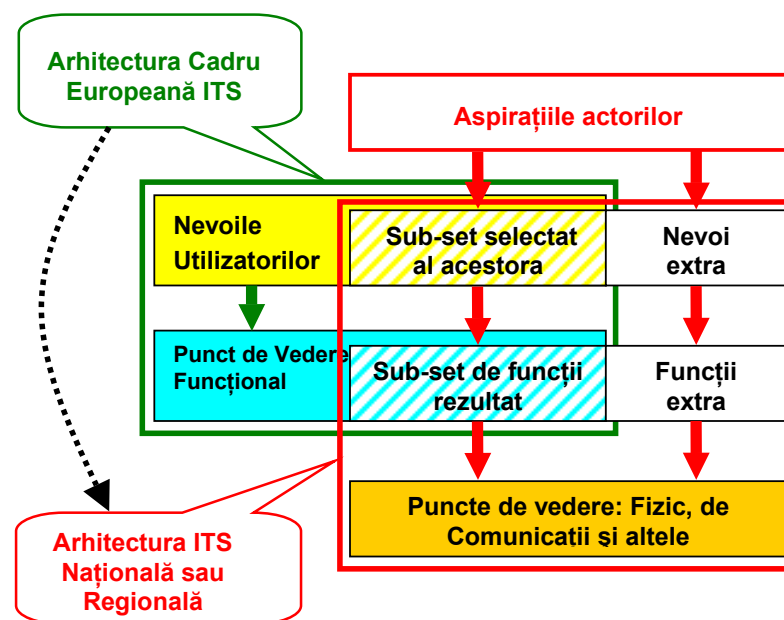 Arhitectura Cadru
Europeană ITS
Aspirațiile actorilor
Nevoile
Utilizatorilor
Sub-set selectat
al acestora
Nevoi
extra
Punct de Vedere
Funcțional
Sub-set de funcții
rezultat
Funcții
extra
Puncte de vedere: Fizic, de
Comunicatii și altele
Arhitectura ITS
Națională sau
Regională